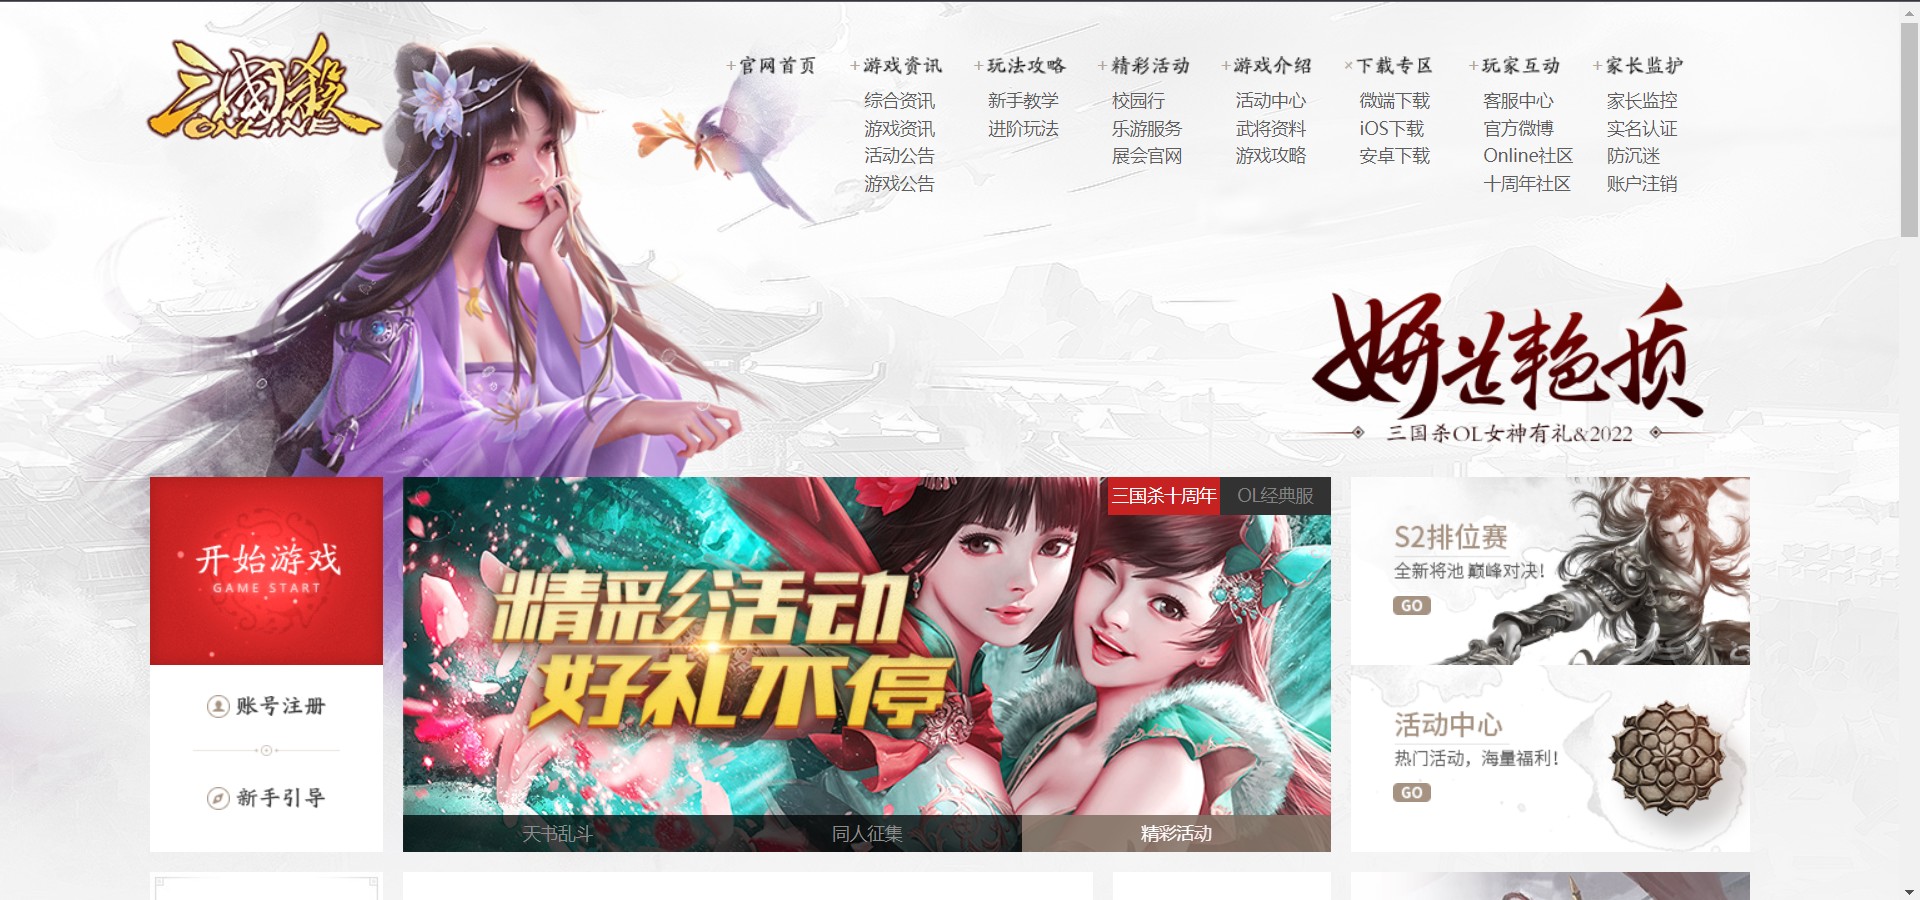 三國殺
ONLINE
+官网首页 +游戏资讯 +玩法攻略 +精彩活动 +游戏介绍 ×下载专区 +玩家互动 +家长监护
综合资讯 新手教学 校园行 活动中心 微端下载 客服中心 家长监控
游戏资讯 进阶玩法 乐游服务 武将资料 iOS下载 官方微博 实名认证
活动公告 展会官网 游戏攻略 安卓下载 Online社区 防沉迷
游戏公告 十周年社区 账户注销
妍芷艳质
三国杀OL女神有礼&2022
开始游戏
GAME START
账号注册
新手引导
三国杀十周年 OL经典服
精彩活动
好礼不停
天书乱斗 同人征集 精彩活动
S2排位赛
全新将池 巅峰对决!
GO
活动中心
热门活动，海量福利!
GO